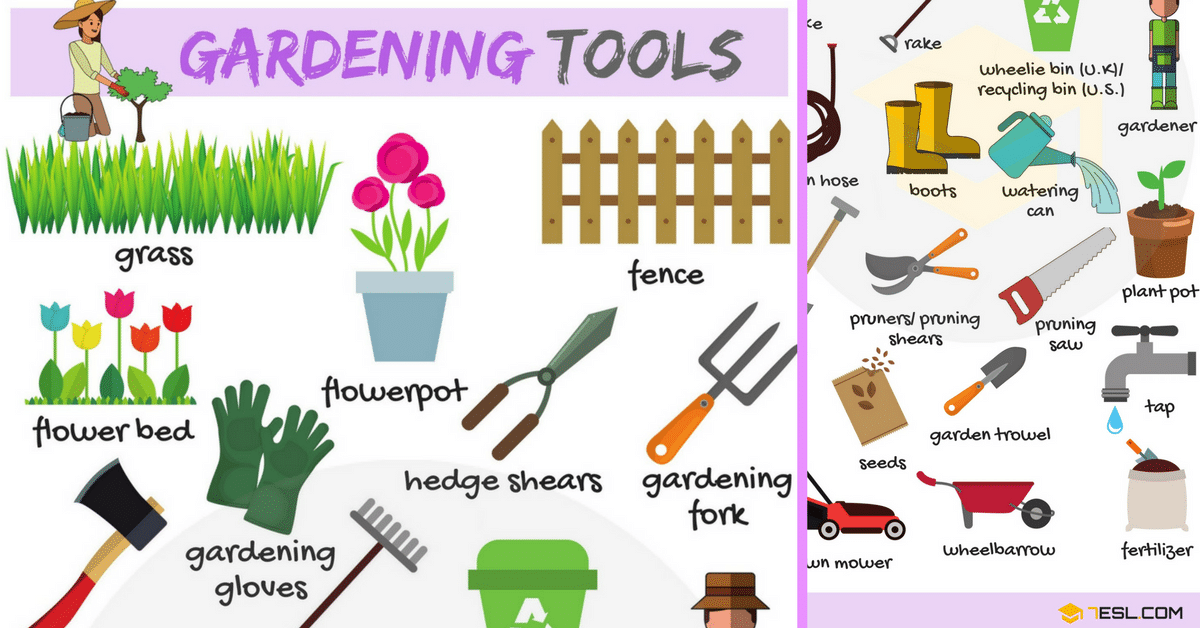 GARDENING TOOLS
grass
fence
flowerpot
flower bed
hedge shears
gardening
fork
gardening
gloves
ke
rake
wheelie bin (U.K)/
recycling bin (U.S.)
gardener
n hose
boots
watering
can
plant pot
pruners/ pruning
shears
pruning
saw
tap
garden trowel
seeds
wn mower
wheelbarrow
fertilizer
7ESL.COM